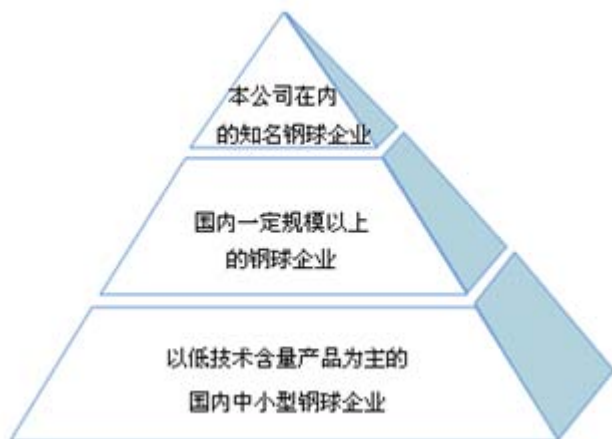 本公司在内
的知名钢球企业
国内一定规模以上
的钢球企业
以低技术含量产品为主的
国内中小型钢球企业